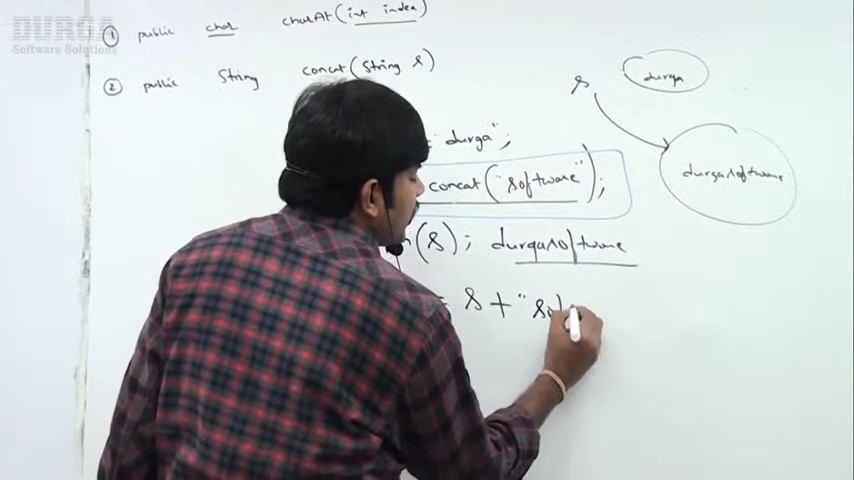 DURGA
Software Solutions
① public char charAt(int index)
② public String concat(String s)
"durga";
concat("software");
(s); durgasoftware
= s + "so
s durga
durgasoftware